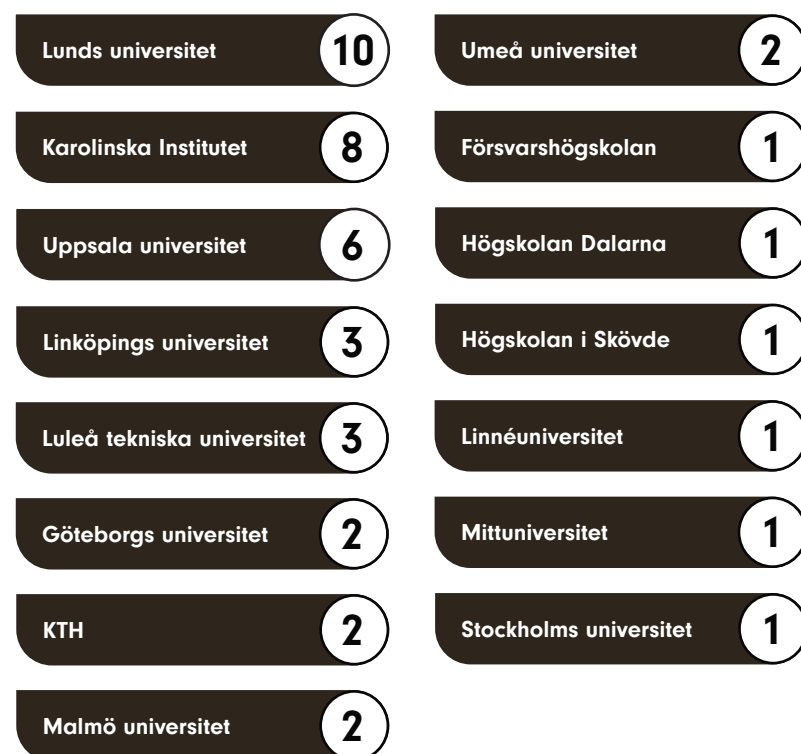 Lunds universitet 10
Karolinska Institutet 8
Uppsala universitet 6
Linköpings universitet 3
Luleå tekniska universitet 3
Göteborgs universitet 2
KTH 2
Malmö universitet 2
Umeå universitet 2
Försvarshögskolan 1
Högskolan Dalarna 1
Högskolan i Skövde 1
Linnéuniversitet 1
Mittuniversitet 1
Stockholms universitet 1